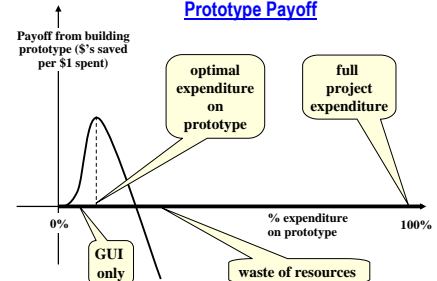 Prototype Payoff
Payoff from building
prototype ($'s saved
per $1 spent)
optimal
expenditure
on
prototype
full
project
expenditure
0%
% expenditure
on prototype
100%
GUI
only
waste of resources